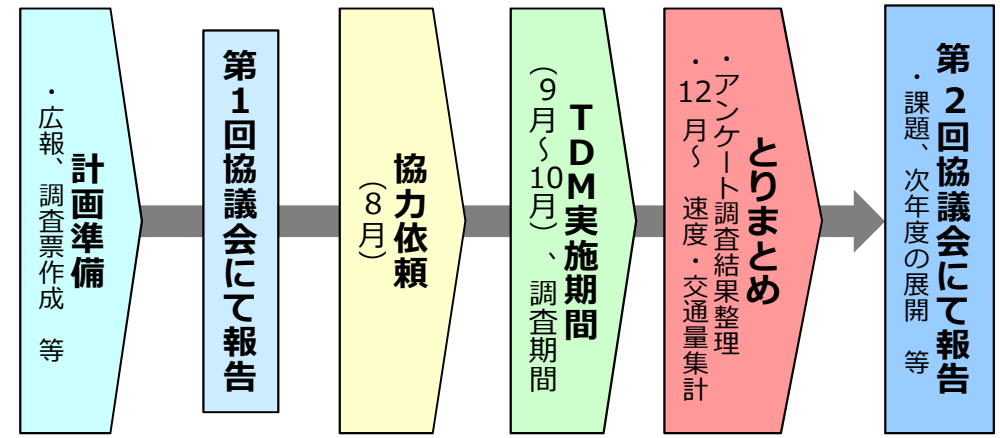 計画準備
・広報、調査票作成　等
第１回協議会にて報告
協力依頼
（８月）
ＴＤＭ実施期間
（９月～10月）、調査期間
とりまとめ
・アンケート調査結果整理
・12月～　速度・交通量集計
第２回協議会にて報告
・課題、次年度の展開　等